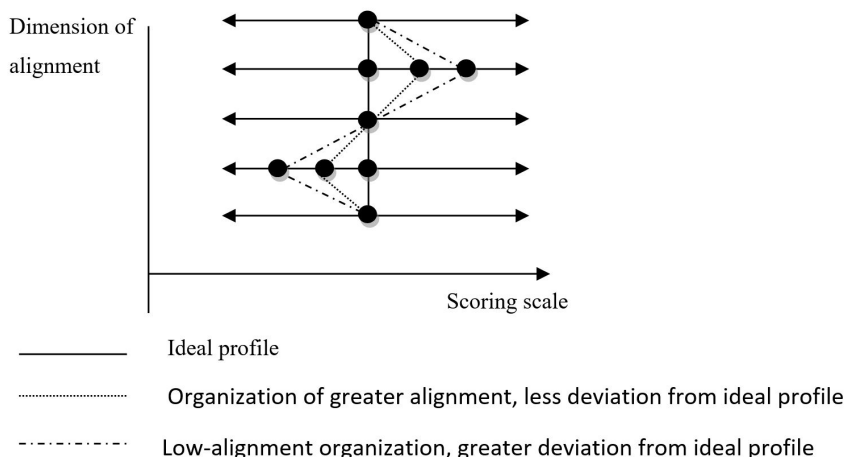 Dimension of
alignment
Scoring scale
Ideal profile
Organization of greater alignment, less deviation from ideal profile
Low-alignment organization, greater deviation from ideal profile